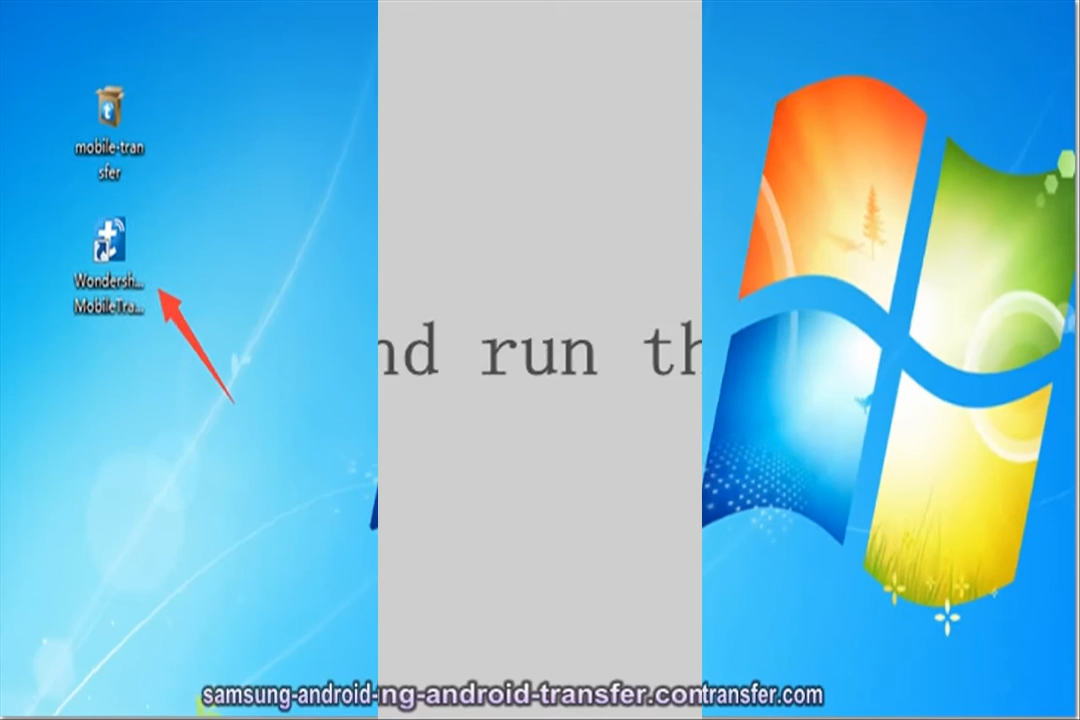 mobile-tran
sfer
Wondersh...
MobileTra...
nd run th
samsung-android-ng-android-transfer.contransfer.com